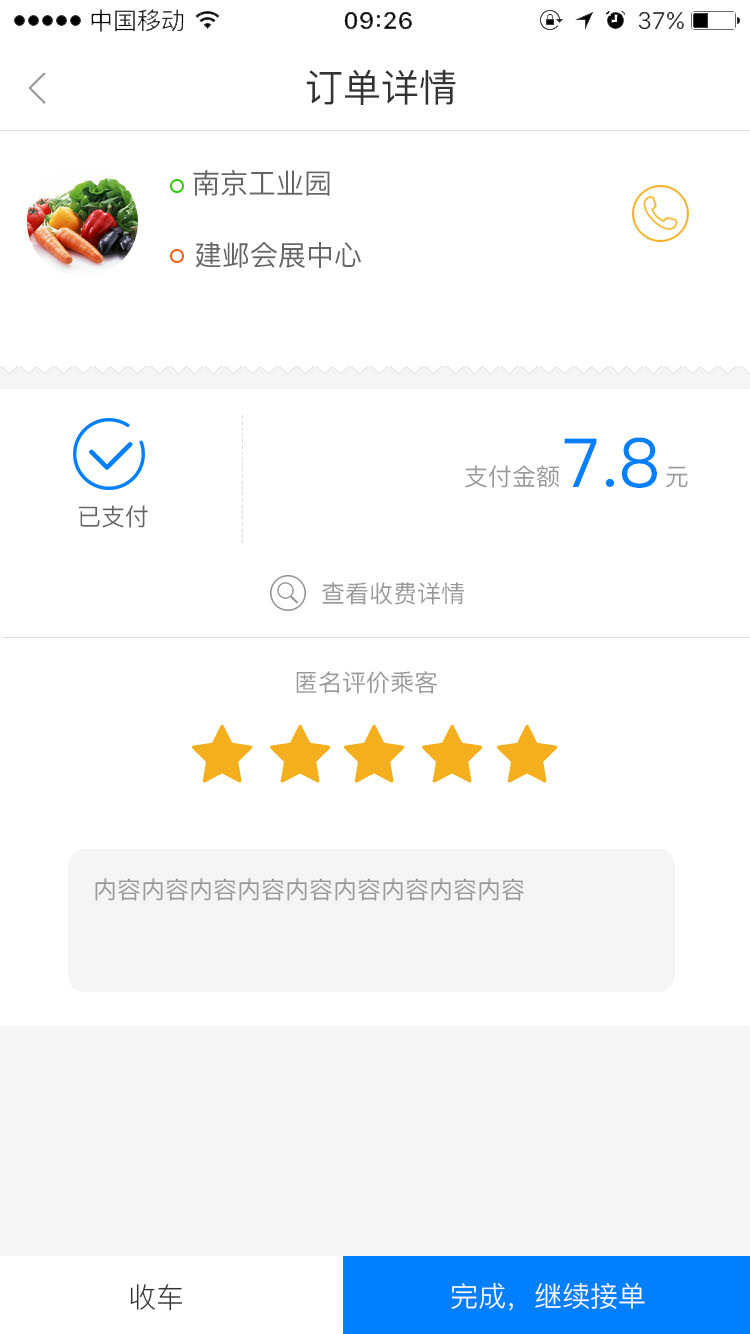 中国移动 09:26 37%
订单详情
南京工业园
建邺会展中心
已支付
支付金额 7.8 元
查看收费详情
匿名评价乘客
内容内容内容内容内容内容内容内容内容
收车
完成，继续接单